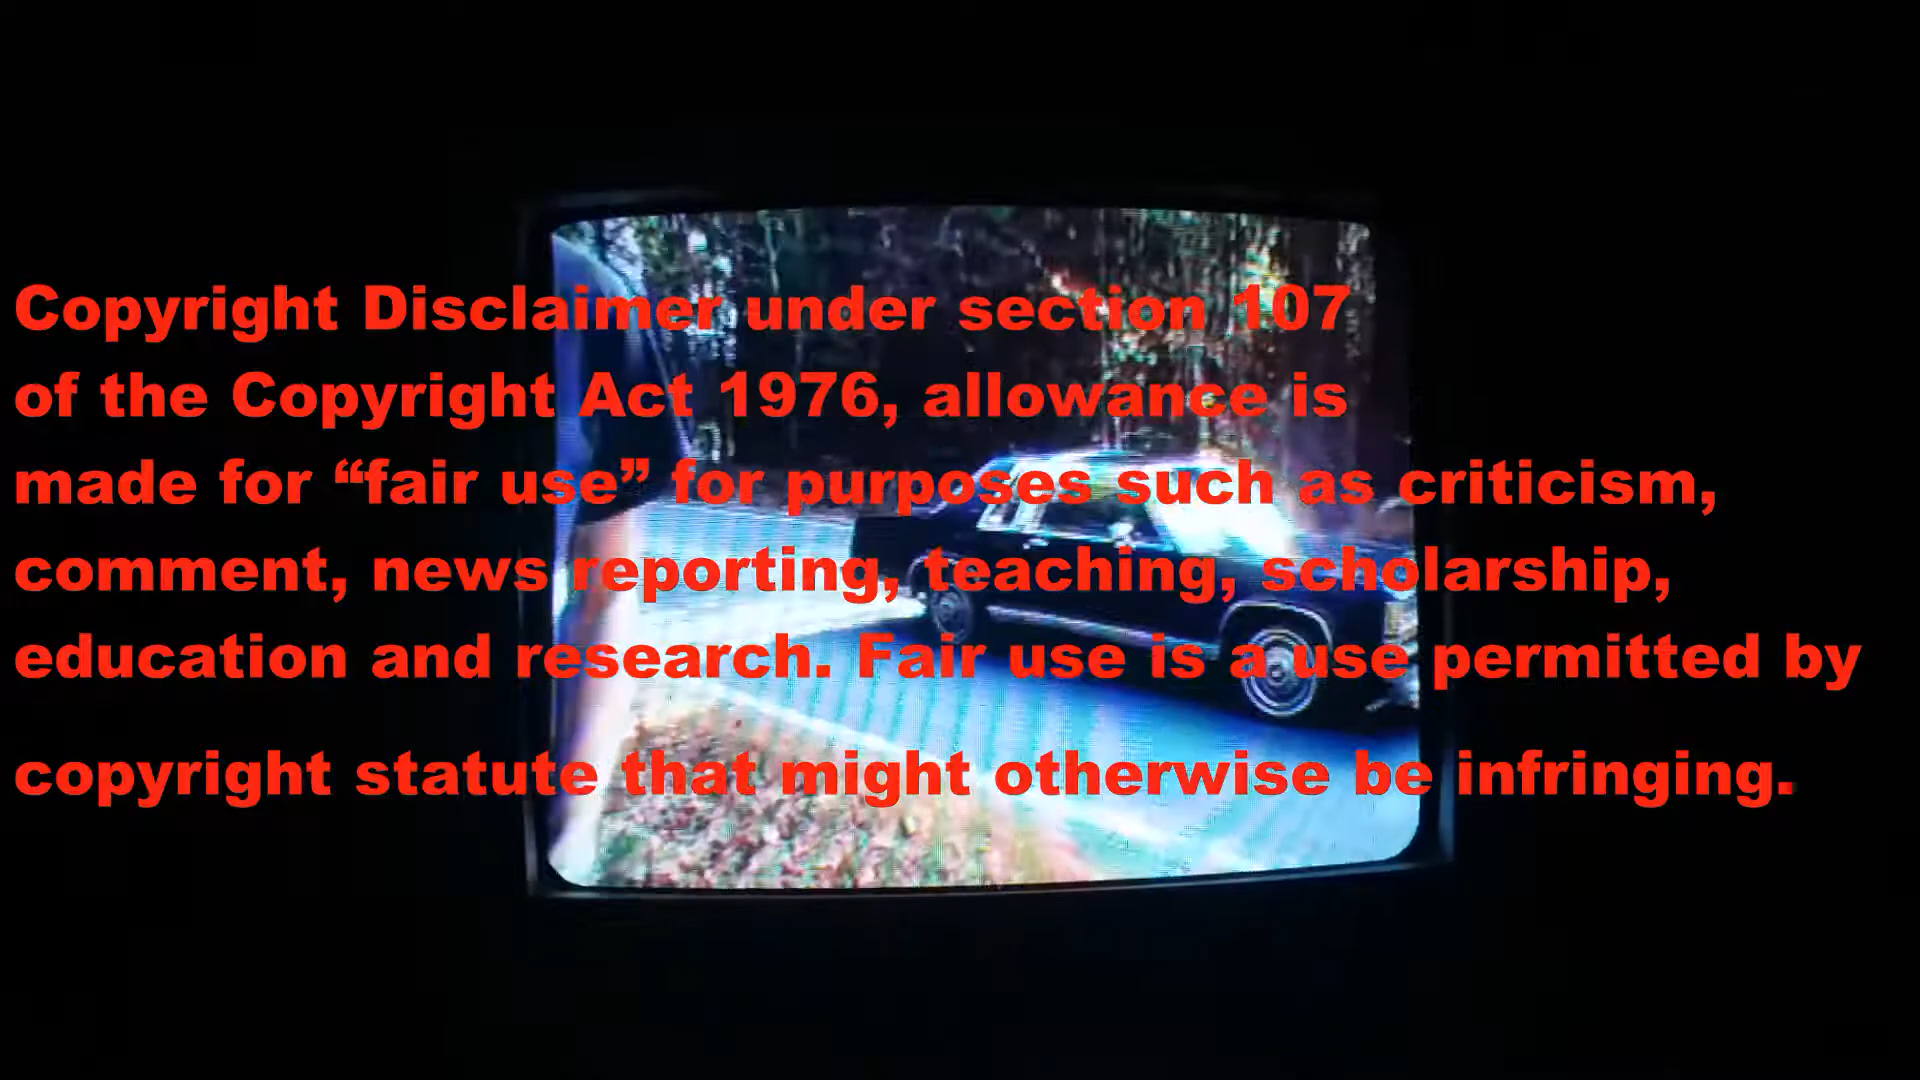 Copyright Disclaimer under section 107
of the Copyright Act 1976, allowance is
made for “fair use” for purposes such as criticism,
comment, news reporting, teaching, scholarship,
education and research. Fair use is a use permitted by
copyright statute that might otherwise be infringing.